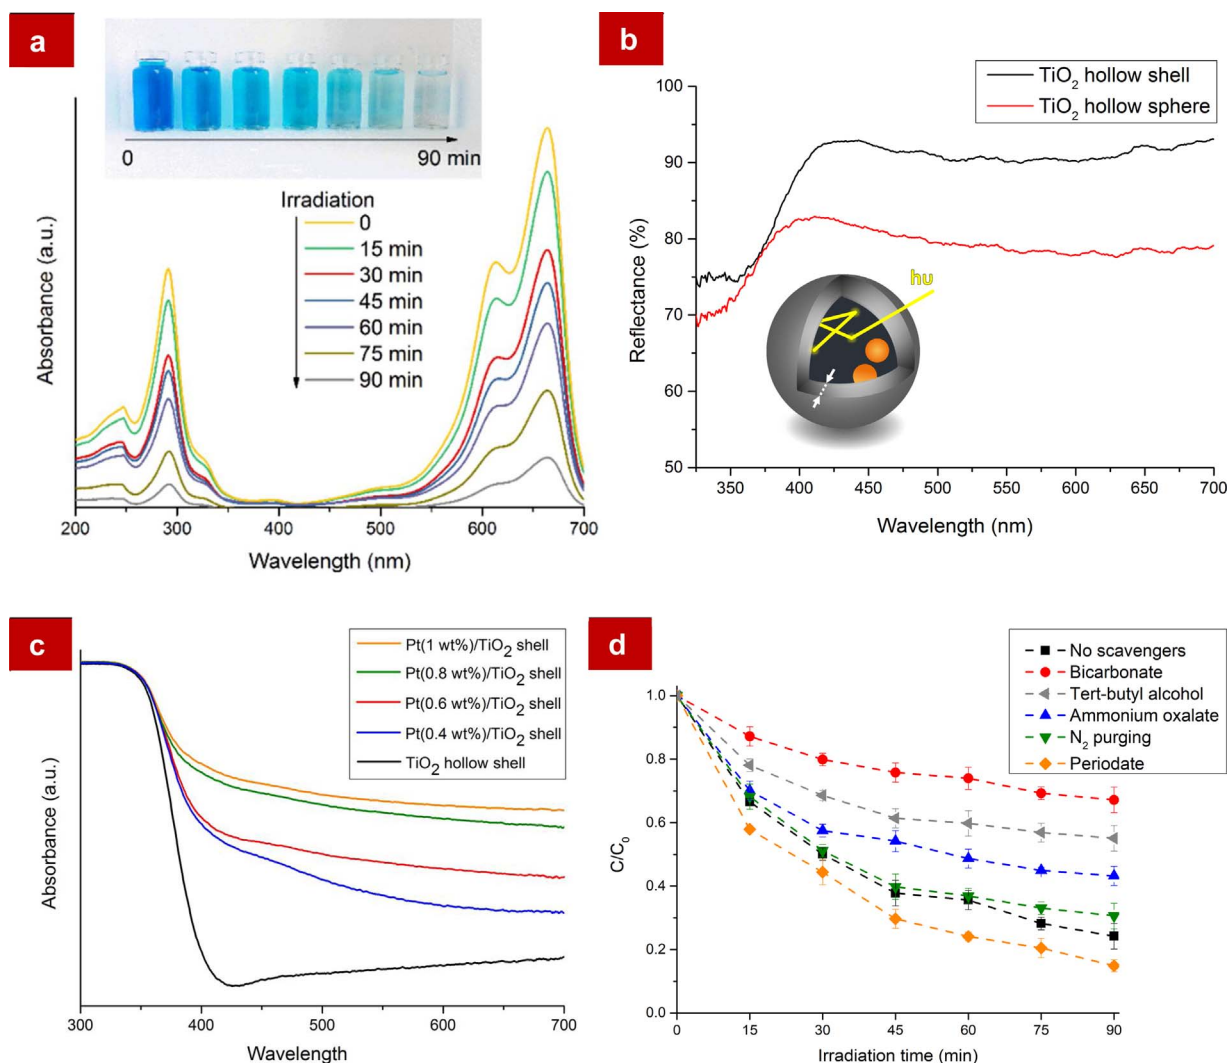 a
0
90 min
Irradiation
0
15 min
30 min
45 min
60 min
75 min
90 min
Absorbance (a.u.)
200
300
400
500
600
700
Wavelength (nm)
b
TiO2 hollow shell
TiO2 hollow sphere
100
90
80
70
60
50
Reflectance (%)
hυ
350
400
450
500
550
600
650
700
Wavelength (nm)
c
Pt(1 wt%)/TiO2 shell
Pt(0.8 wt%)/TiO2 shell
Pt(0.6 wt%)/TiO2 shell
Pt(0.4 wt%)/TiO2 shell
TiO2 hollow shell
Absorbance (a.u.)
300
400
500
600
700
Wavelength
d
No scavengers
Bicarbonate
Tert-butyl alcohol
Ammonium oxalate
N2 purging
Periodate
1.0
0.8
0.6
0.4
0.2
0.0
C/C0
0
15
30
45
60
75
90
Irradiation time (min)